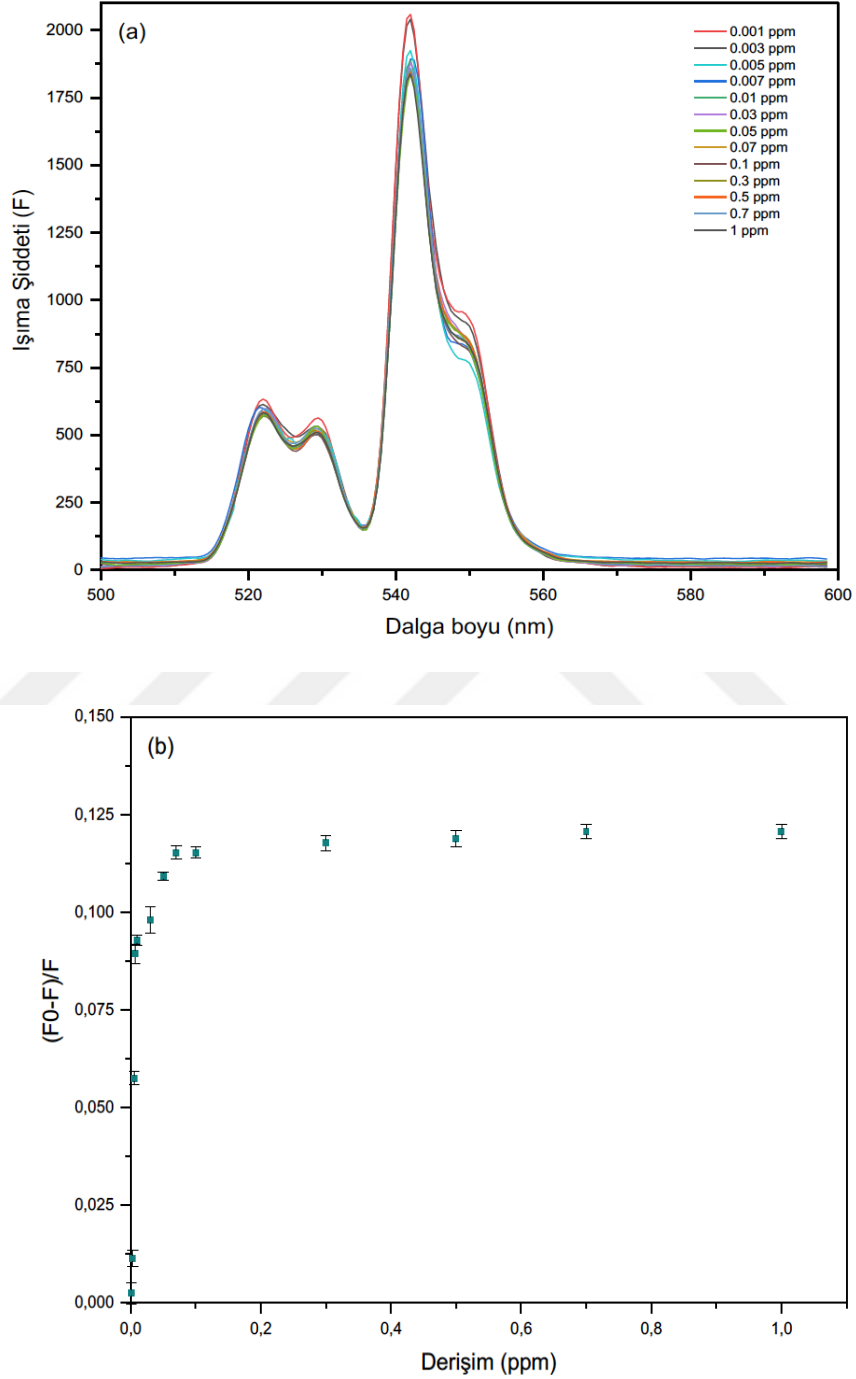 (a)
0.001 ppm
0.003 ppm
0.005 ppm
0.007 ppm
0.01 ppm
0.03 ppm
0.05 ppm
0.07 ppm
0.1 ppm
0.3 ppm
0.5 ppm
0.7 ppm
1 ppm
Işıma Şiddeti (F)
2000
1750
1500
1250
1000
750
500
250
0
500
520
540
560
580
600
Dalga boyu (nm)
(b)
(F0-F)/F
0,150
0,125
0,100
0,075
0,050
0,025
0,000
0,0
0,2
0,4
0,6
0,8
1,0
Derişim (ppm)